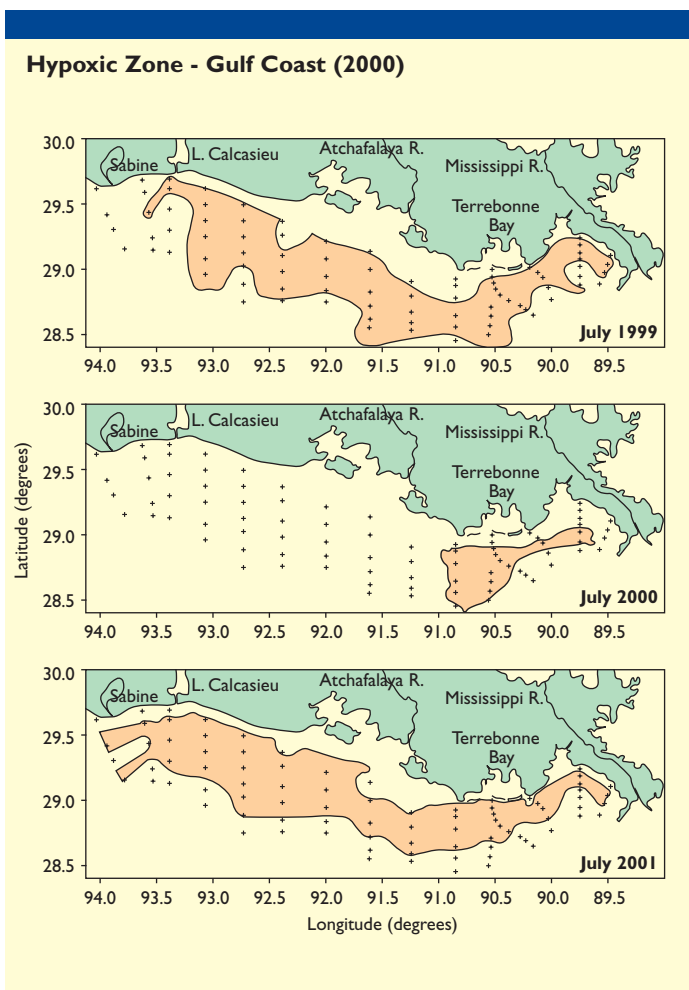 Hypoxic Zone - Gulf Coast (2000)
30.0
29.5
29.0
28.5
Sabine
L. Calcasieu
Atchafalaya R.
Mississippi R.
Terrebonne
Bay
July 1999
94.0 93.5 93.0 92.5 92.0 91.5 91.0 90.5 90.0 89.5
Latitude (degrees)
30.0
29.5
29.0
28.5
Sabine
L. Calcasieu
Atchafalaya R.
Mississippi R.
Terrebonne
Bay
July 2000
94.0 93.5 93.0 92.5 92.0 91.5 91.0 90.5 90.0 89.5
30.0
29.5
29.0
28.5
Sabine
L. Calcasieu
Atchafalaya R.
Mississippi R.
Terrebonne
Bay
July 2001
94.0 93.5 93.0 92.5 92.0 91.5 91.0 90.5 90.0 89.5
Longitude (degrees)